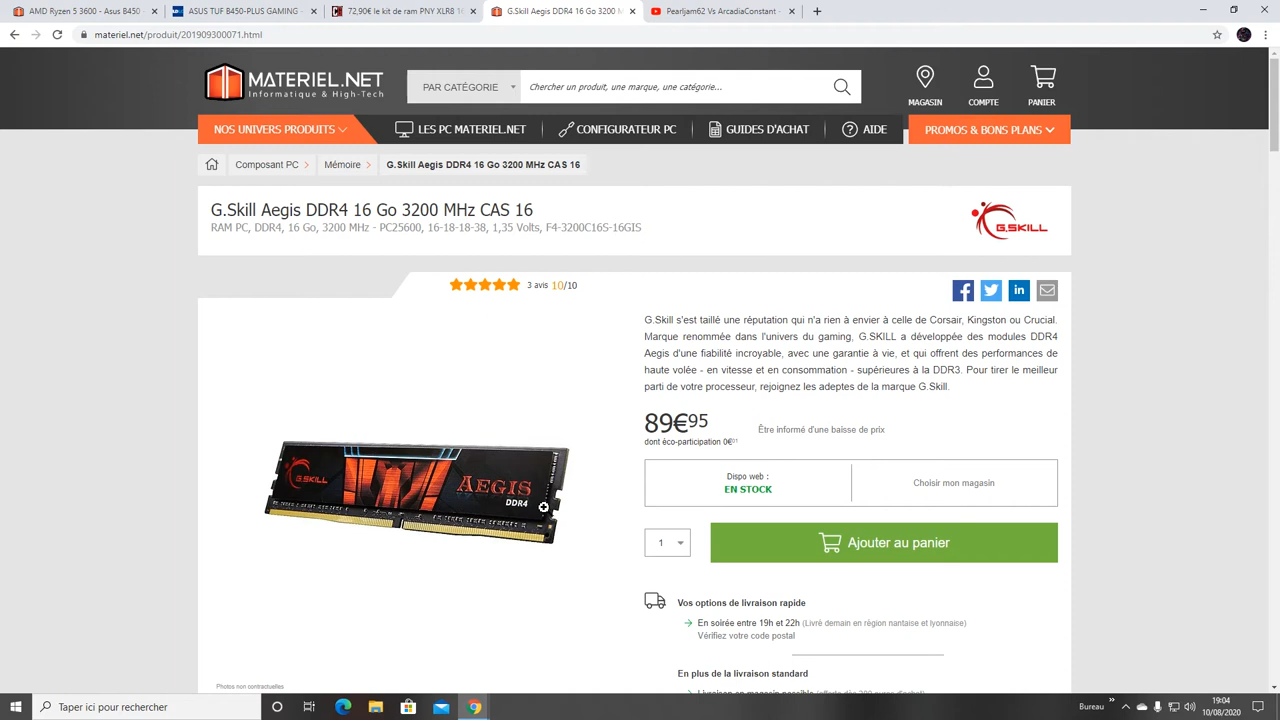 AMD Ryzen 5 3600 - Asus B450
ASUS TUF B450-PLUS GAMING -
72,90€ le kit de ram PNY XLR8 16
G.Skill Aegis DDR4 16 Go 3200 M
Pearljam62 Vs ArcadiaConstant -
materiel.net/produit/201909300071.html
MATERIEL.NET
Informatique & High-Tech
PAR CATÉGORIE
Chercher un produit, une marque, une catégorie...
MAGASIN
COMPTE
PANIER
NOS UNIVERS PRODUITS
LES PC MATERIEL.NET
CONFIGURATEUR PC
GUIDES D'ACHAT
AIDE
PROMOS & BONS PLANS
Composant PC
Mémoire
G.Skill Aegis DDR4 16 Go 3200 MHz CAS 16
G.Skill Aegis DDR4 16 Go 3200 MHz CAS 16
RAM PC, DDR4, 16 Go, 3200 MHz - PC25600, 16-18-18-38, 1,35 Volts, F4-3200C16S-16GIS
G.SKILL
3 avis 10/10
G.Skill s'est taillé une réputation qui n'a rien à envier à celle de Corsair, Kingston ou Crucial.
Marque renommée dans l'univers du gaming, G.SKILL a développée des modules DDR4
Aegis d'une fiabilité incroyable, avec une garantie à vie, et qui offrent des performances de
haute volée - en vitesse et en consommation - supérieures à la DDR3. Pour tirer le meilleur
parti de votre processeur, rejoignez les adeptes de la marque G.Skill.
89€95
Être informé d'une baisse de prix
dont éco-participation 0€01
G.SKILL
AEGIS
DDR4
Dispo web :
EN STOCK
Choisir mon magasin
1
Ajouter au panier
Vos options de livraison rapide
En soirée entre 19h et 22h (Livré demain en région nantaise et lyonnaise)
Vérifiez votre code postal
En plus de la livraison standard
Livraison en magasin possible (offerte dès 200 euros d'achat)
Photos non contractuelles
Taper ici pour rechercher
Bureau
19:04
10/08/2020